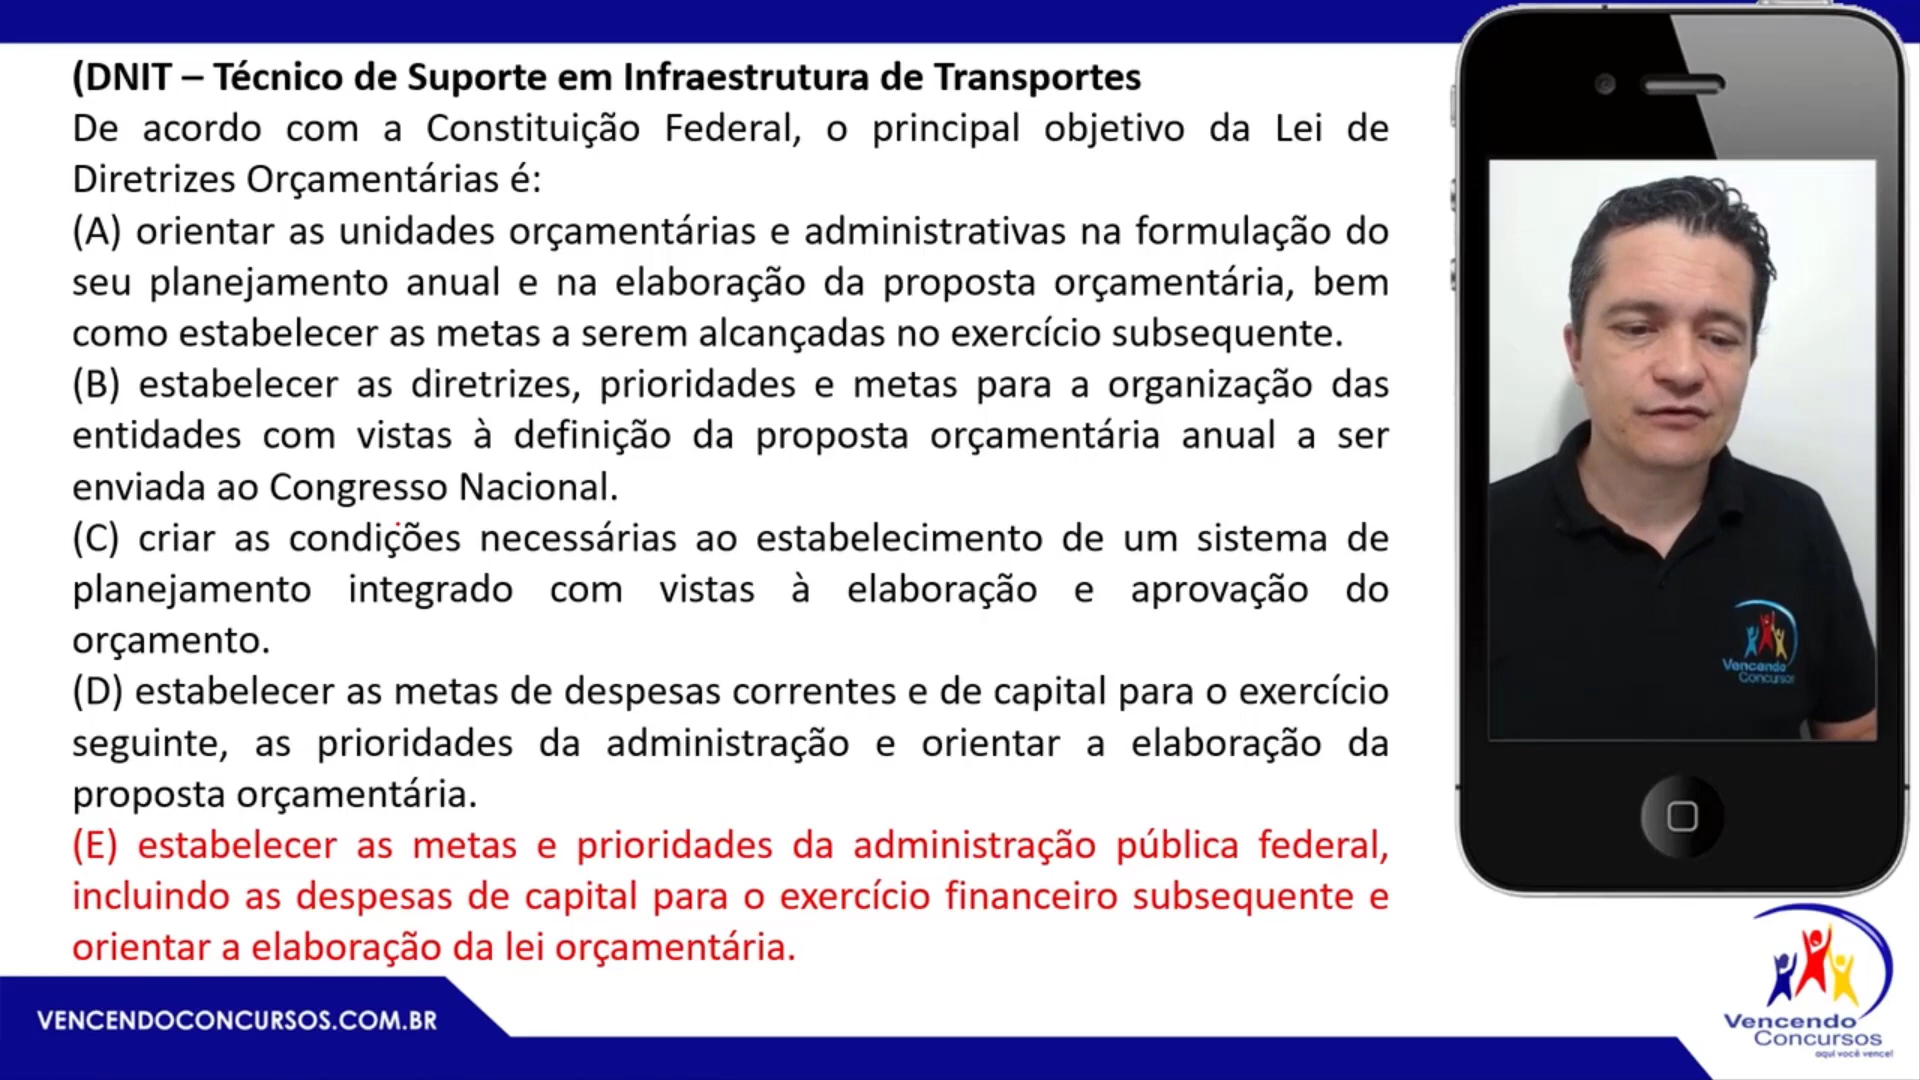 (DNIT – Técnico de Suporte em Infraestrutura de Transportes
De acordo com a Constituição Federal, o principal objetivo da Lei de
Diretrizes Orçamentárias é:
(A) orientar as unidades orçamentárias e administrativas na formulação do
seu planejamento anual e na elaboração da proposta orçamentária, bem
como estabelecer as metas a serem alcançadas no exercício subsequente.
(B) estabelecer as diretrizes, prioridades e metas para a organização das
entidades com vistas à definição da proposta orçamentária anual a ser
enviada ao Congresso Nacional.
(C) criar as condições necessárias ao estabelecimento de um sistema de
planejamento integrado com vistas à elaboração e aprovação do
orçamento.
(D) estabelecer as metas de despesas correntes e de capital para o exercício
seguinte, as prioridades da administração e orientar a elaboração da
proposta orçamentária.
(E) estabelecer as metas e prioridades da administração pública federal,
incluindo as despesas de capital para o exercício financeiro subsequente e
orientar a elaboração da lei orçamentária.
Vencendo
Concursos
VENCENDOCONCURSOS.COM.BR
Vencendo
Concursos
aqui você vence!